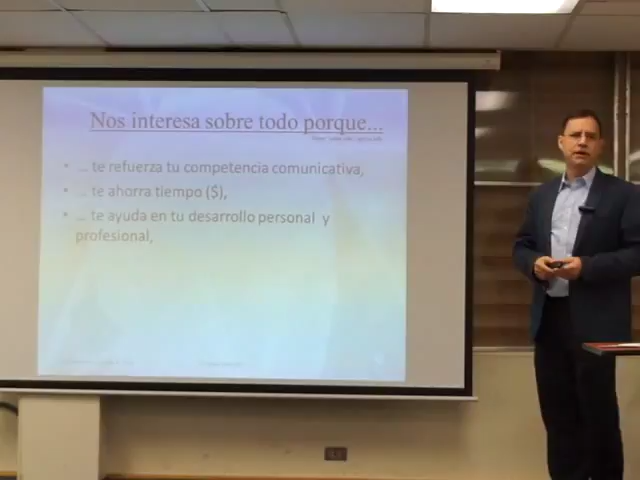 Nos interesa sobre todo porque...
• ... te refuerza tu competencia comunicativa,
• ... te ahorra tiempo ($),
• ... te ayuda en tu desarrollo personal y
profesional,